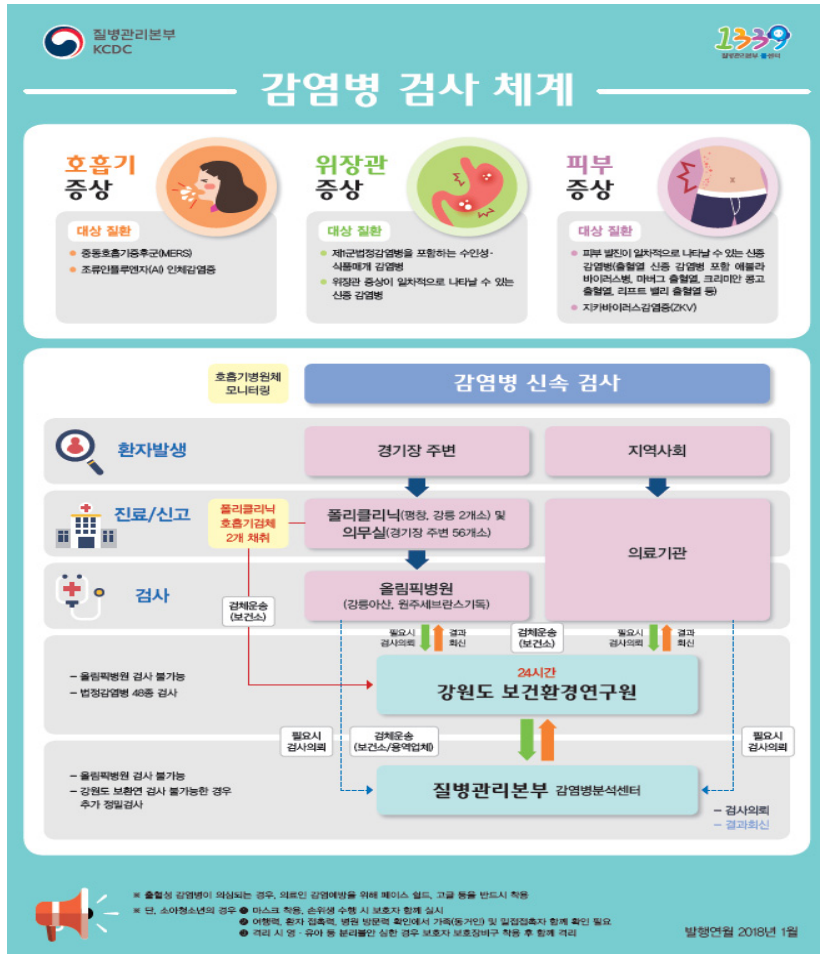 질병관리본부
KCDC
1339
질병관리본부 콜센터
감염병 검사 체계
호흡기
증상
대상 질환
중동호흡기증후군(MERS)
조류인플루엔자(AI) 인체감염증
위장관
증상
대상 질환
제1군법정감염병을 포함하는 수인성·
식품매개 감염병
위장관 증상이 일차적으로 나타날 수 있는
신종 감염병
피부
증상
대상 질환
피부 발진이 일차적으로 나타날 수 있는 신종
감염병(출혈열 신종 감염병 포함 에볼라
바이러스병, 마버그 출혈열, 크리미안 콩고
출혈열, 리프트 밸리 출혈열 등)
지카바이러스감염증(ZKV)
호흡기병원체
모니터링
감염병 신속 검사
환자발생
경기장 주변
지역사회
진료/신고
폴리클리닉
호흡기검체
2개 채취
폴리클리닉(평창, 강릉 2개소) 및
의무실(경기장 주변 56개소)
의료기관
검사
올림픽병원
(강릉아산, 원주세브란스기독)
검체운송
(보건소)
필요시
검사의뢰
결과
회신
검체운송
(보건소)
필요시
검사의뢰
결과
회신
- 올림픽병원 검사 불가능
- 법정감염병 48종 검사
24시간
강원도 보건환경연구원
필요시
검사의뢰
검체운송
(보건소/용역업체)
필요시
검사의뢰
- 올림픽병원 검사 불가능
- 강원도 보환연 검사 불가능한 경우
추가 정밀검사
질병관리본부 감염병분석센터
- 검사의뢰
- 결과회신
※ 출혈성 감염병이 의심되는 경우, 의료인 감염예방을 위해 페이스 쉴드, 고글 등을 반드시 착용
※ 단, 소아청소년의 경우 ❶ 마스크 착용, 손위생 수행 시 보호자 함께 실시
❷ 여행력, 환자 접촉력, 병원 방문력 확인에서 가족(동거인) 및 밀접접촉자 함께 확인 필요
❸ 격리 시 영·유아 등 분리불안 심한 경우 보호자 보호장비구 착용 후 함께 격리
발행연월 2018년 1월